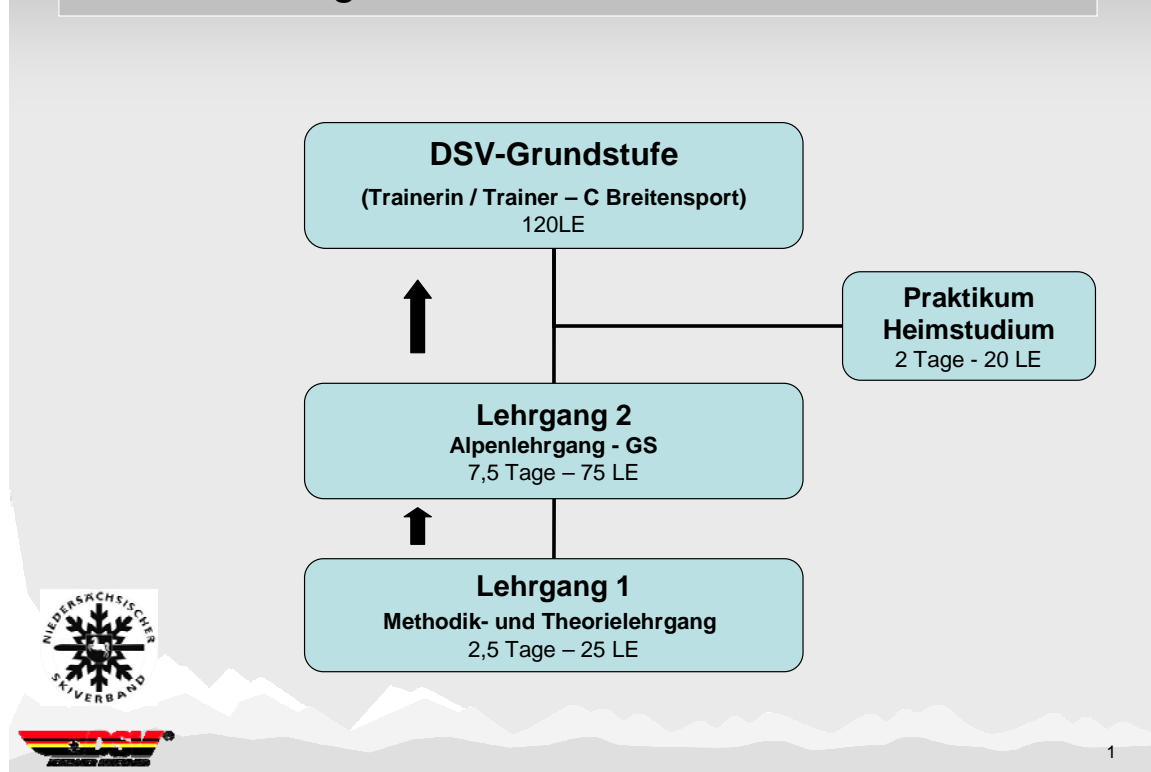 DSV-Grundstufe
(Trainerin / Trainer – C Breitensport)
120LE
Praktikum
Heimstudium
2 Tage - 20 LE
Lehrgang 2
Alpenlehrgang - GS
7,5 Tage – 75 LE
Lehrgang 1
Methodik- und Theorielehrgang
2,5 Tage – 25 LE
NIEDERSÄCHSISCHER
SKIVERBAND
DSV
1